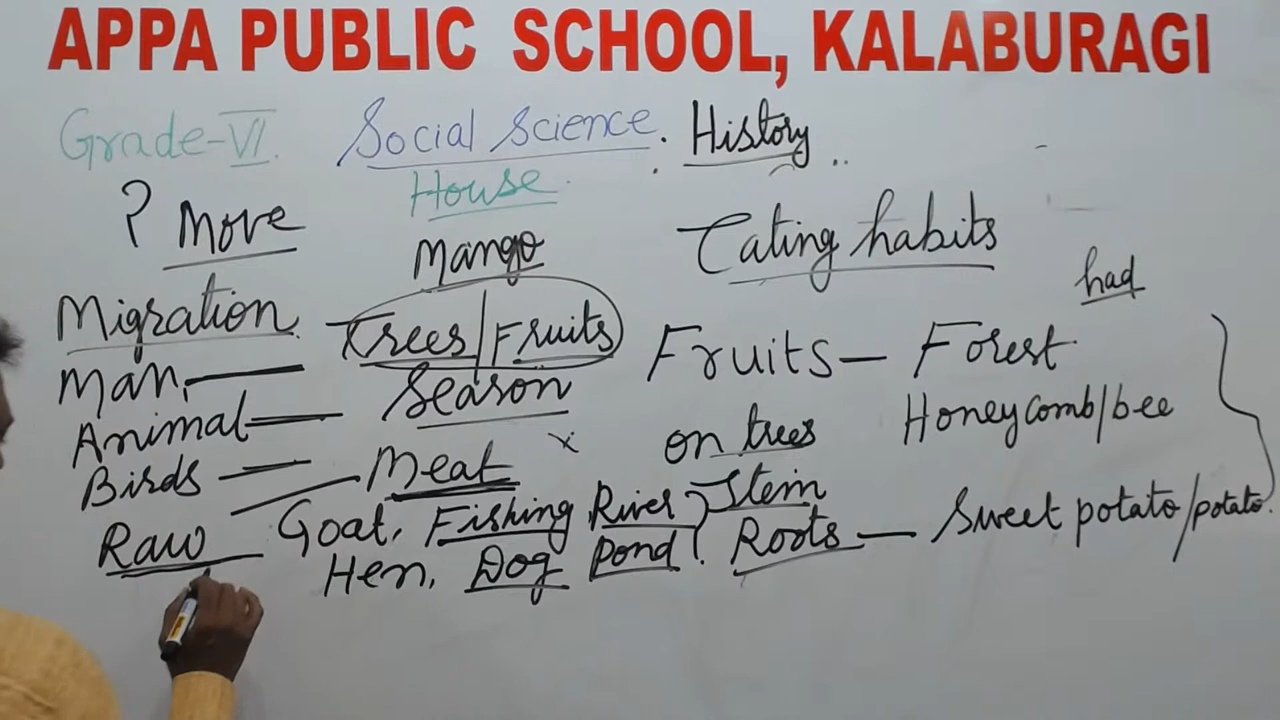 APPA PUBLIC SCHOOL, KALABURAGI
Grade-VI. Social Science. History..
House
? Move
Mango
Eating habits
had
Migration
Trees/Fruits
Fruits — Forest
Man,
Season
Honeycomb/bee
Animal
on trees
Birds
Meat
Stem
Raw
Goat, Fishing River
Hen, Dog Pond
Roots — Sweet potato/potato.